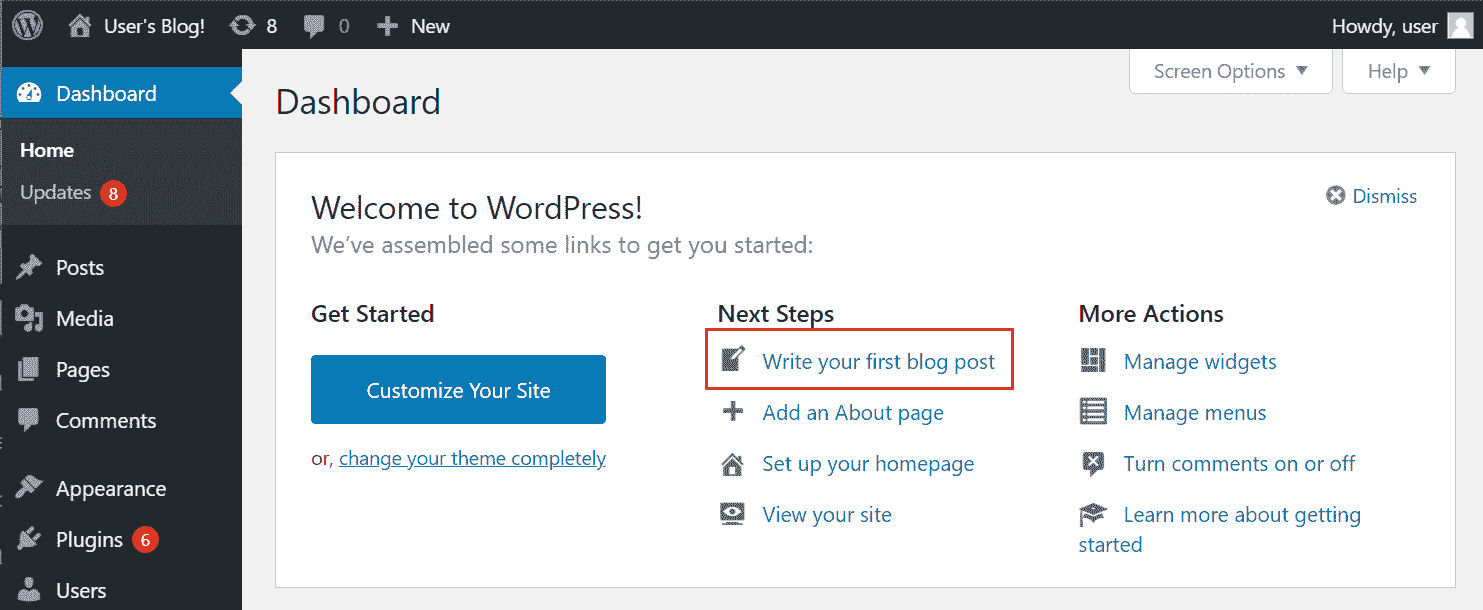 User's Blog! 8 0 New Howdy, user
Screen Options Help
Dashboard
Home
Updates 8
Posts
Media
Pages
Comments
Appearance
Plugins 6
Users
Dashboard
Welcome to WordPress!
Dismiss
We've assembled some links to get you started:
Get Started
Customize Your Site
or, change your theme completely
Next Steps
Write your first blog post
Add an About page
Set up your homepage
View your site
More Actions
Manage widgets
Manage menus
Turn comments on or off
Learn more about getting
started